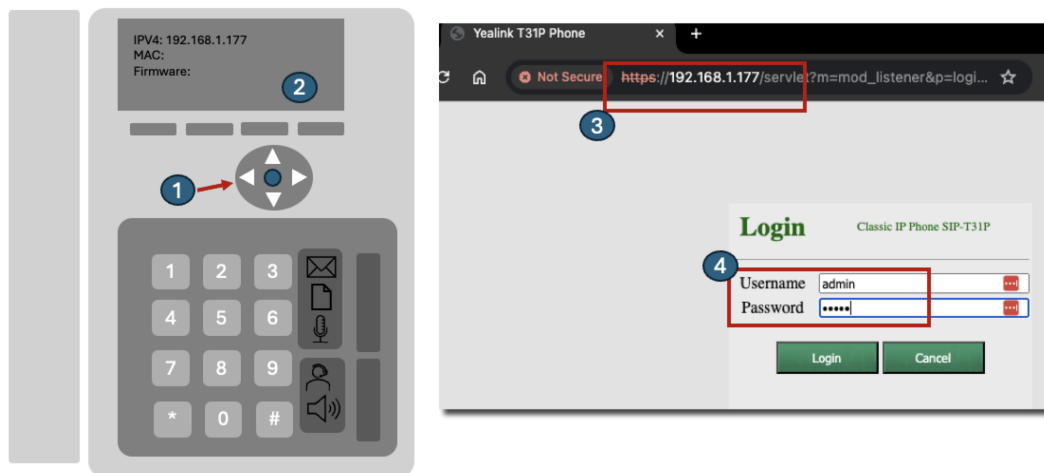 IPV4: 192.168.1.177
MAC:
Firmware:
2
1
1 2 3
4 5 6
7 8 9
* 0 #
Yealink T31P Phone
Not Secure https://192.168.1.177/servlet?m=mod_listener&p=logi...
3
Login Classic IP Phone SIP-T31P
4
Username admin
Password •••••
Login Cancel